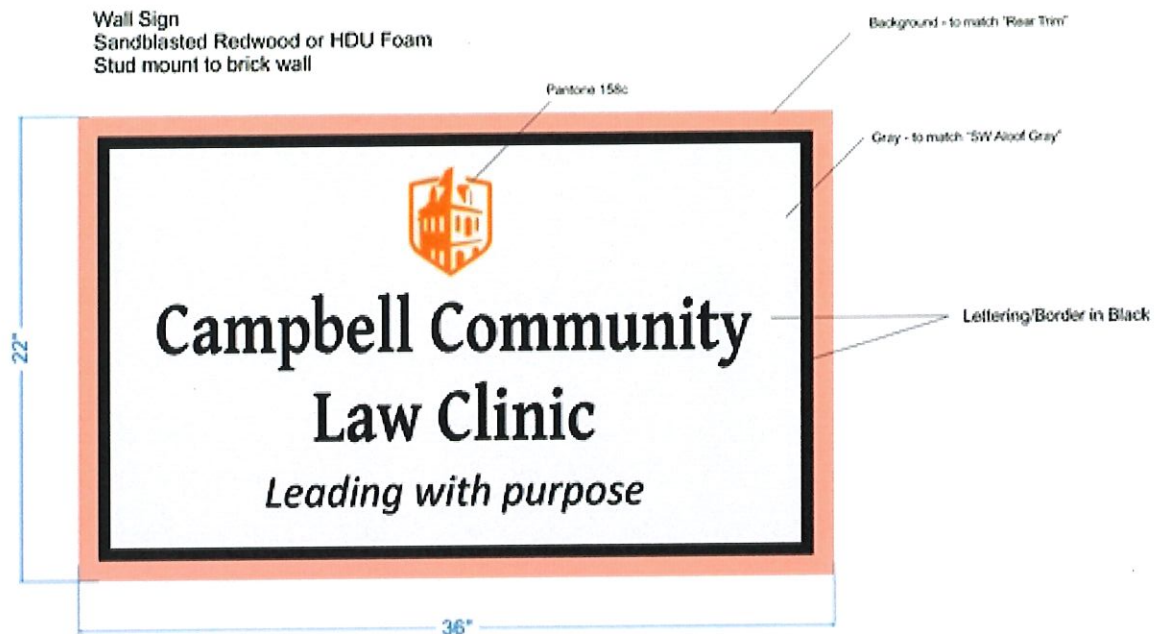 Wall Sign
Sandblasted Redwood or HDU Foam
Stud mount to brick wall
Background - to match "Rear Trim"
Pantone 158c
Gray - to match "SW Aloof Gray"
Campbell Community
Law Clinic
Leading with purpose
Lettering/Border in Black
22"
36"